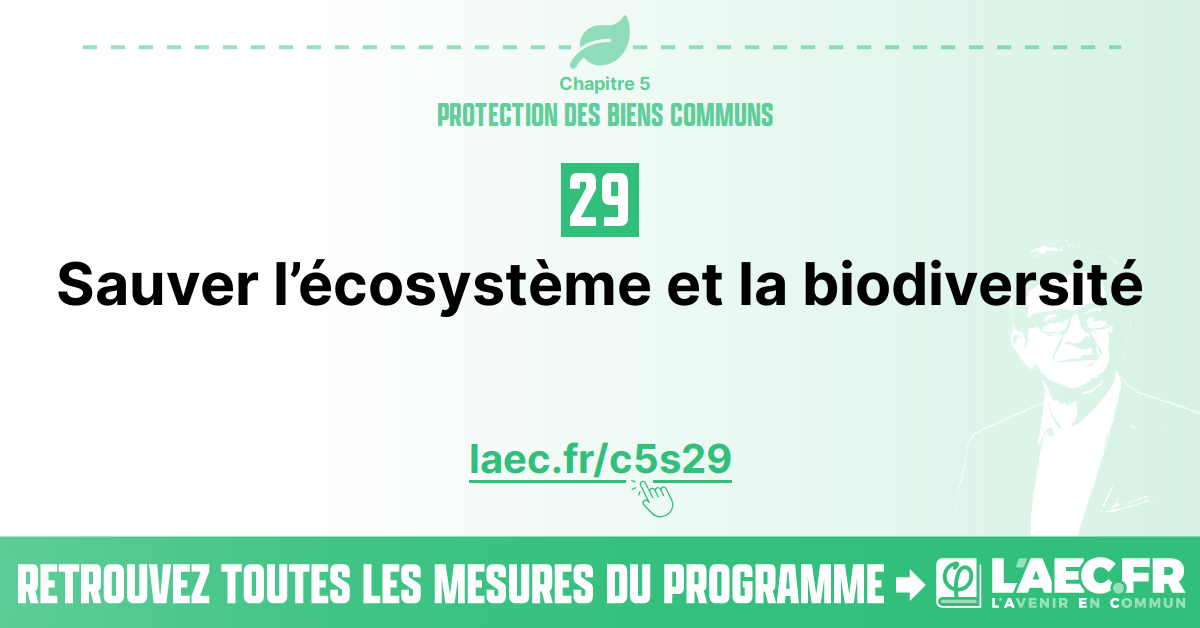 Chapitre 5
PROTECTION DES BIENS COMMUNS
29
Sauver l’écosystème et la biodiversité
laec.fr/c5s29
RETROUVEZ TOUTES LES MESURES DU PROGRAMME
φ L'AEC.FR
L'AVENIR EN COMMUN